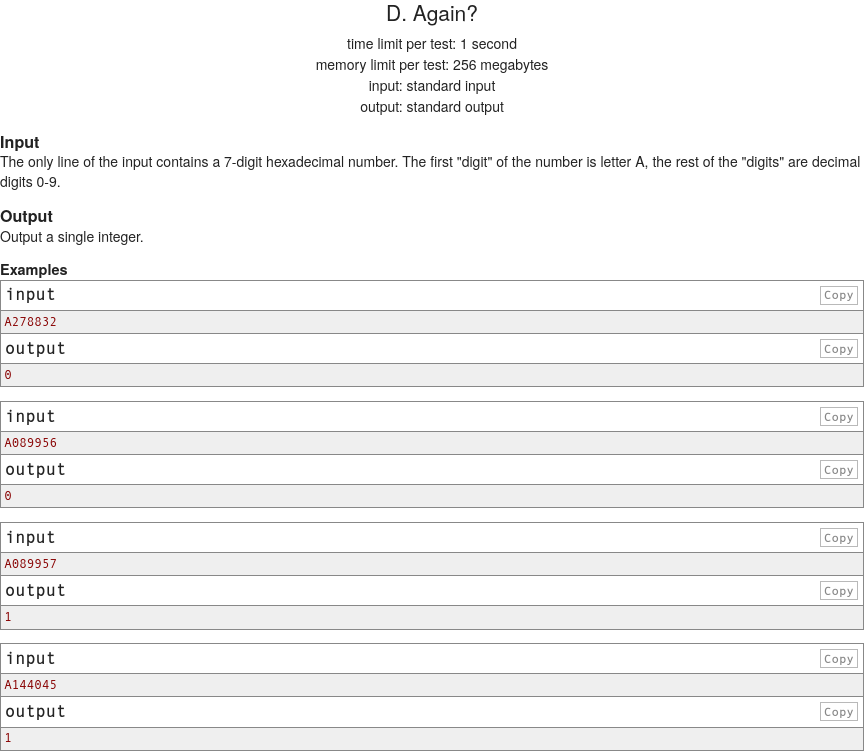 D. Again?
time limit per test: 1 second
memory limit per test: 256 megabytes
input: standard input
output: standard output
Input
The only line of the input contains a 7-digit hexadecimal number. The first "digit" of the number is letter A, the rest of the "digits" are decimal
digits 0-9.
Output
Output a single integer.
Examples
input
Copy
A278832
output
Copy
0
input
Copy
A089956
output
Copy
0
input
Copy
A089957
output
Copy
1
input
Copy
A144045
output
Copy
1